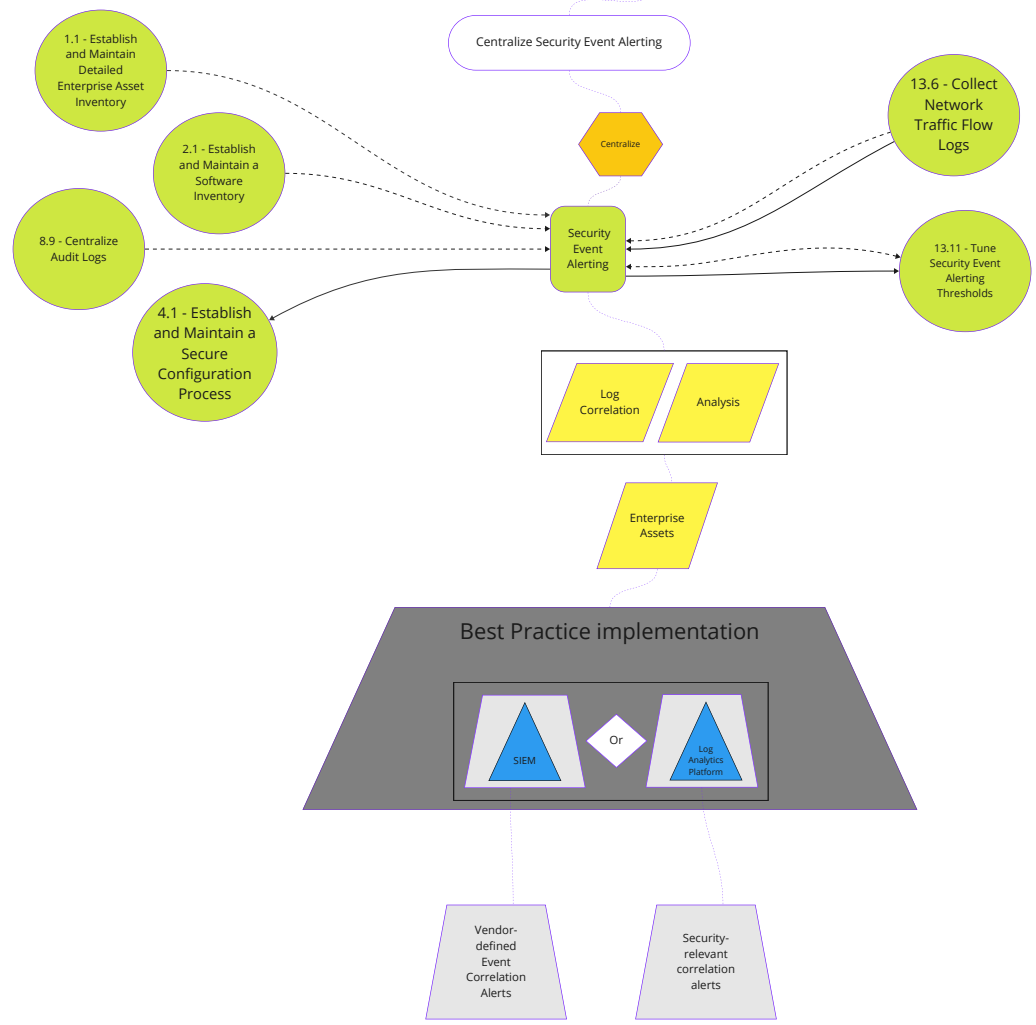 Centralize Security Event Alerting
1.1 - Establish
and Maintain
Detailed
Enterprise Asset
Inventory
13.6 - Collect
Network
Traffic Flow
Logs
Centralize
2.1 - Establish
and Maintain a
Software
Inventory
8.9 - Centralize
Audit Logs
Security
Event
Alerting
13.11 - Tune
Security Event
Alerting
Thresholds
4.1 - Establish
and Maintain a
Secure
Configuration
Process
Log
Correlation
Analysis
Enterprise
Assets
Best Practice implementation
SIEM
Or
Log
Analytics
Platform
Vendor-
defined
Event
Correlation
Alerts
Security-
relevant
correlation
alerts